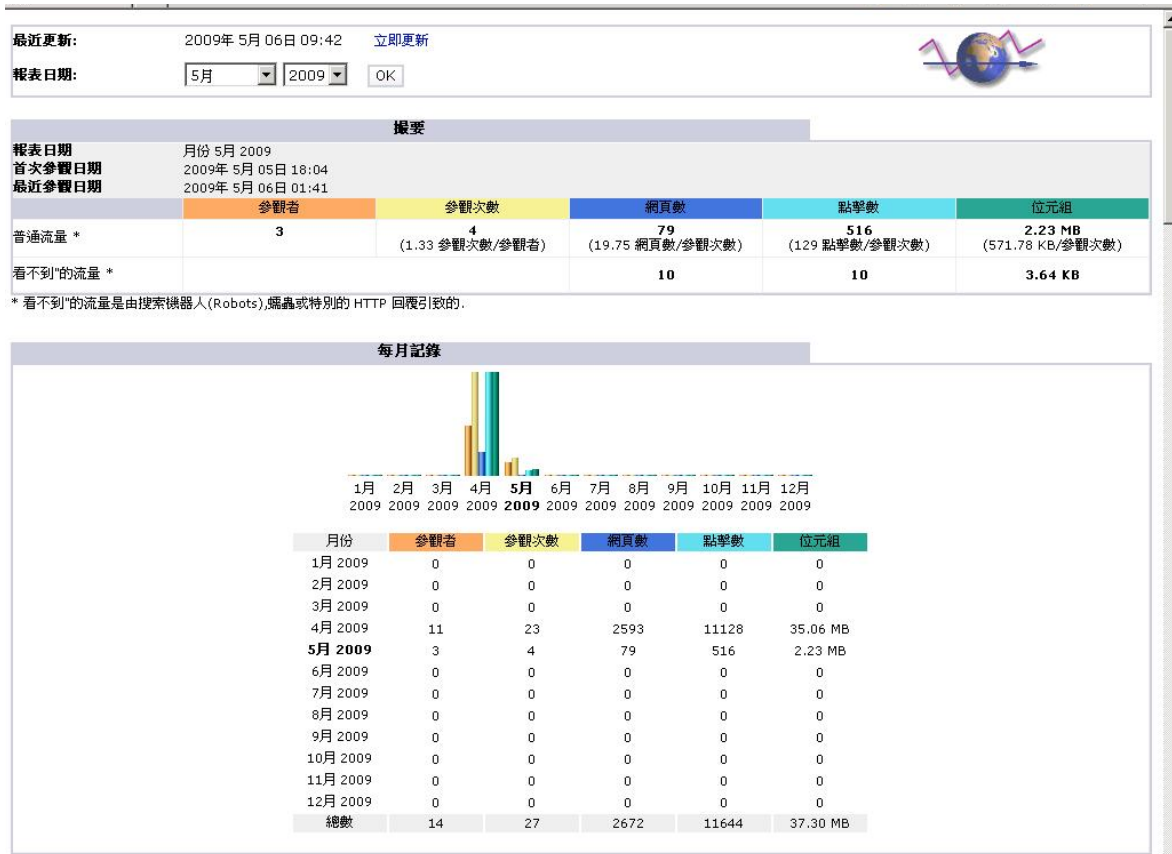 最近更新: 2009年 5月 06日 09:42 立即更新
報表日期: 5月 2009 OK
撮要
報表日期 月份 5月 2009
首次參觀日期 2009年 5月 05日 18:04
最近參觀日期 2009年 5月 06日 01:41
參觀者 參觀次數 網頁數 點擊數 位元組
普通流量 * 3 4 79 516 2.23 MB
(1.33 參觀次數/參觀者) (19.75 網頁數/參觀次數) (129 點擊數/參觀次數) (571.78 KB/參觀次數)
看不到"的流量 * 10 10 3.64 KB
* 看不到"的流量是由搜索機器人(Robots),蠕蟲或特別的 HTTP 回覆引致的.
每月記錄
1月 2月 3月 4月 5月 6月 7月 8月 9月 10月 11月 12月
2009 2009 2009 2009 2009 2009 2009 2009 2009 2009 2009 2009
月份 參觀者 參觀次數 網頁數 點擊數 位元組
1月 2009 0 0 0 0 0
2月 2009 0 0 0 0 0
3月 2009 0 0 0 0 0
4月 2009 11 23 2593 11128 35.06 MB
5月 2009 3 4 79 516 2.23 MB
6月 2009 0 0 0 0 0
7月 2009 0 0 0 0 0
8月 2009 0 0 0 0 0
9月 2009 0 0 0 0 0
10月 2009 0 0 0 0 0
11月 2009 0 0 0 0 0
12月 2009 0 0 0 0 0
總數 14 27 2672 11644 37.30 MB